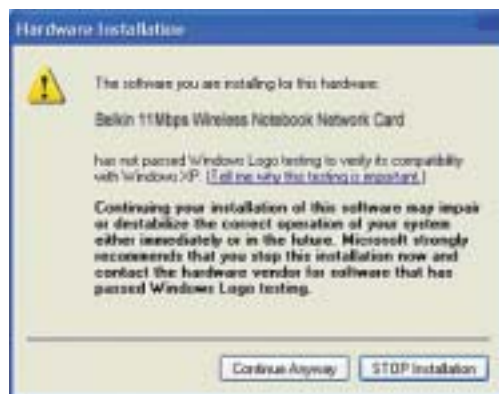 Hardware Installation
The software you are installing for this hardware:
Belkin 11Mbps Wireless Notebook Network Card
has not passed Windows Logo testing to verify its compatibility
with Windows XP. (Tell me why this testing is important.)
Continuing your installation of this software may impair
or destabilize the correct operation of your system
either immediately or in the future. Microsoft strongly
recommends that you stop this installation now and
contact the hardware vendor for software that has
passed Windows Logo testing.
Continue Anyway
STOP Installation